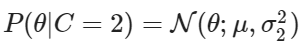 P(θ|C = 2) = 𝒩(θ; μ, σ₂²)